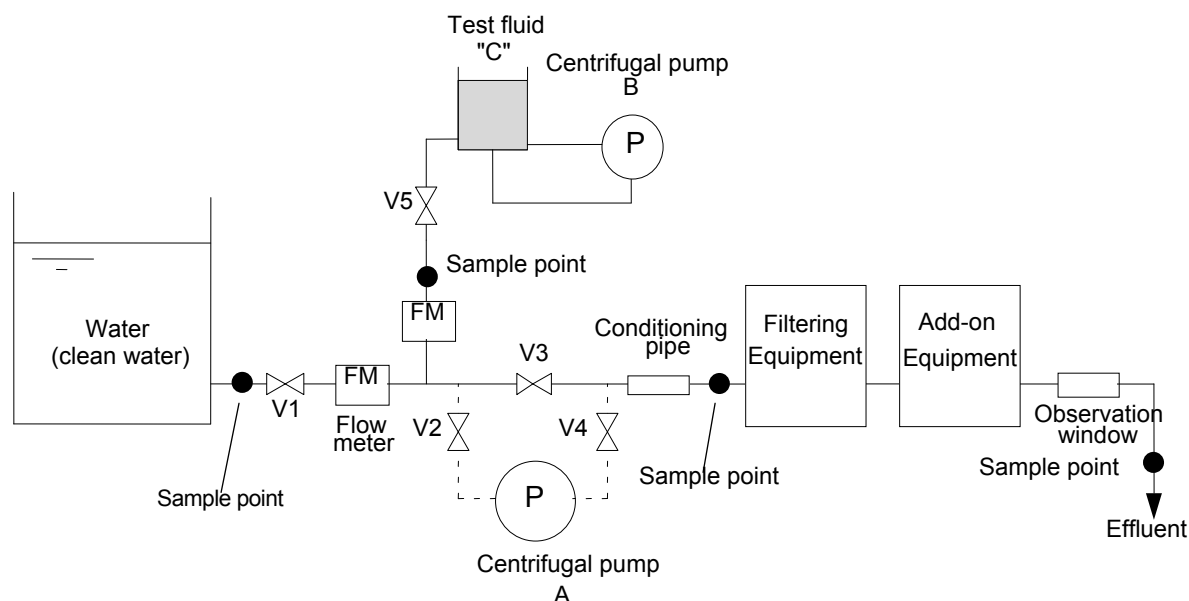 Test fluid
"C"
Centrifugal pump
B
P
V5
Sample point
FM
Water
(clean water)
Conditioning
pipe
Filtering
Equipment
Add-on
Equipment
V3
FM
V1
Flow
meter
V2
V4
Observation
window
Sample point
Sample point
Sample point
P
Effluent
Centrifugal pump
A